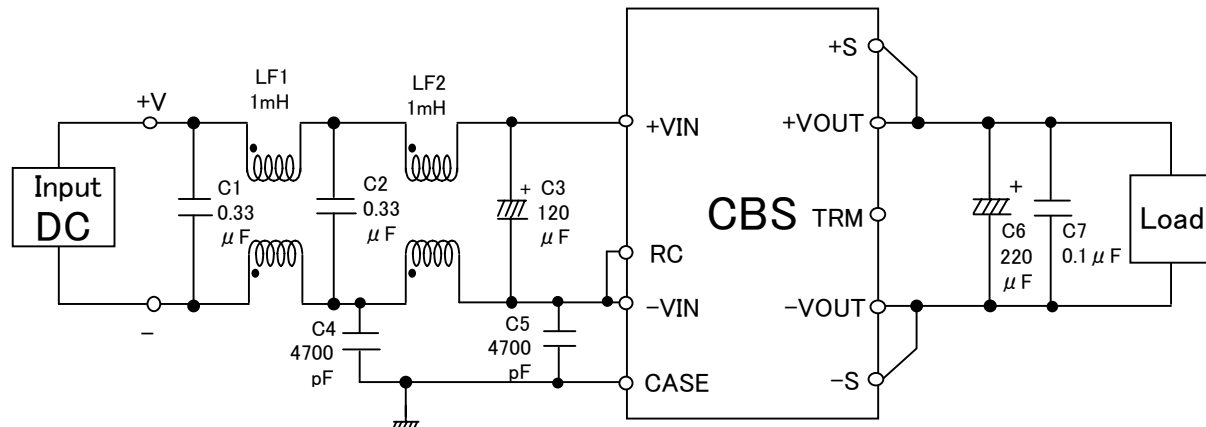 +V
LF1
1mH
LF2
1mH
Input
DC
C1
0.33
μF
C2
0.33
μF
+
C3
120
μF
C4
4700
pF
C5
4700
pF
−
+VIN
RC
−VIN
CASE
CBS
+S
+VOUT
TRM
−VOUT
−S
+
C6
220
μF
C7
0.1μF
Load